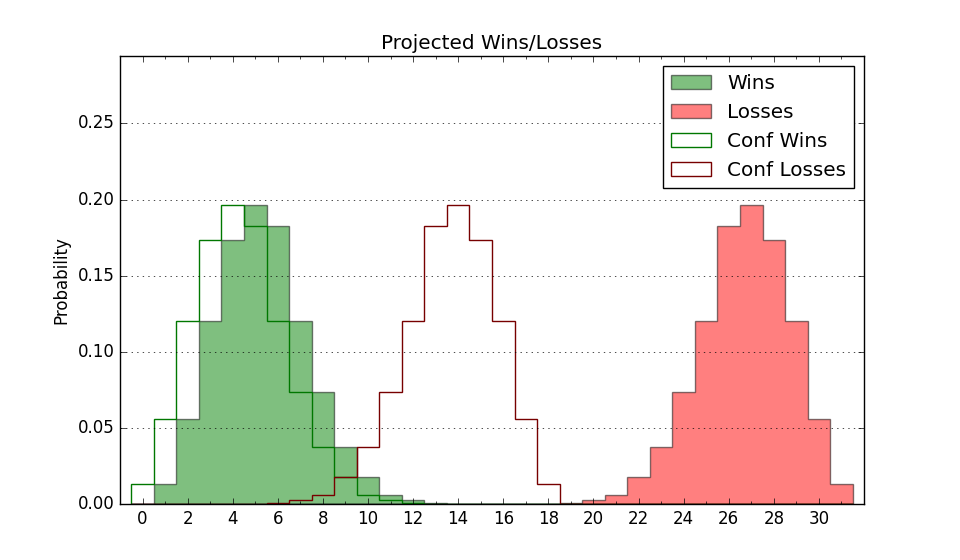 Projected Wins/Losses
Wins
Losses
Conf Wins
Conf Losses
Probability
0.25
0.20
0.15
0.10
0.05
0.00
0 2 4 6 8 10 12 14 16 18 20 22 24 26 28 30